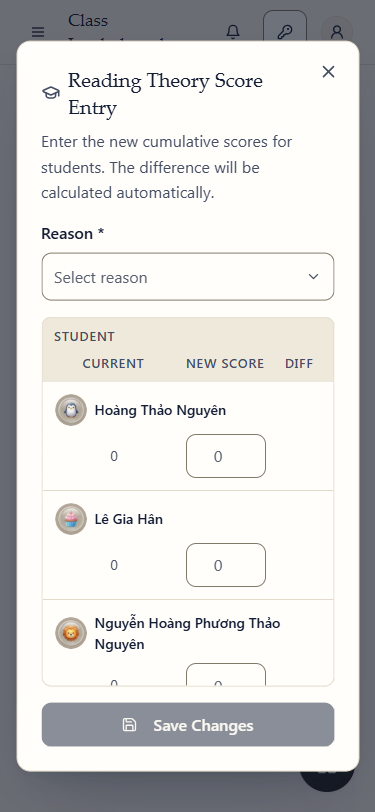 Class
Reading Theory Score
Entry
Enter the new cumulative scores for
students. The difference will be
calculated automatically.
Reason *
Select reason
STUDENT
CURRENT NEW SCORE DIFF
Hoàng Thảo Nguyên
0 0
Lê Gia Hân
0 0
Nguyễn Hoàng Phương Thảo
Nguyên
0 0
Save Changes